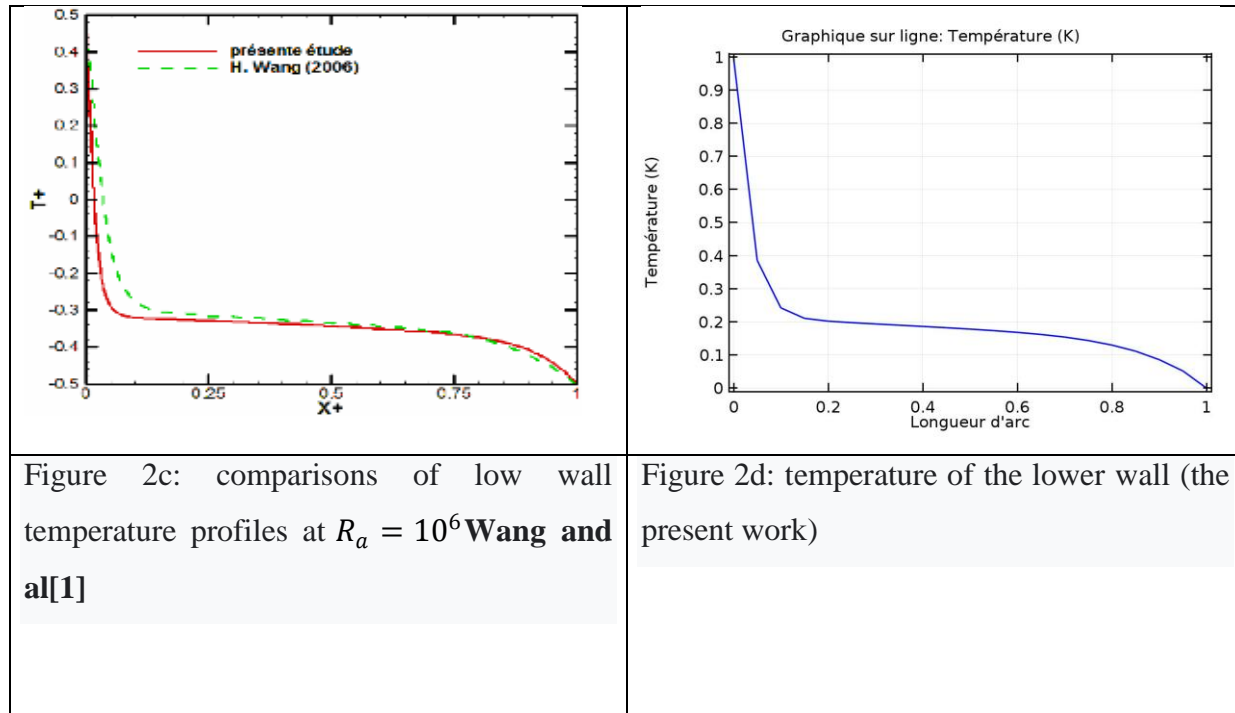 0.5
0.4
0.3
0.2
0.1
0
-0.1
-0.2
-0.3
-0.4
-0.5
T+
présente étude
H. Wang (2006)
0 0.25 0.5 0.75 1
X+
Graphique sur ligne: Température (K)
1
0.9
0.8
0.7
0.6
0.5
0.4
0.3
0.2
0.1
0
Température (K)
0 0.2 0.4 0.6 0.8 1
Longueur d'arc
Figure 2c: comparisons of low wall
temperature profiles at Rₐ = 10⁶ Wang and
al[1]
Figure 2d: temperature of the lower wall (the
present work)